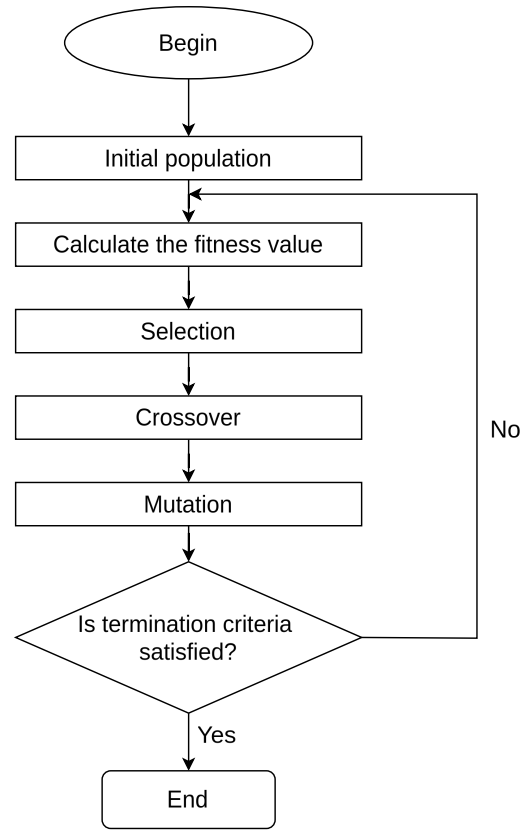 Begin
Initial population
Calculate the fitness value
Selection
Crossover
No
Mutation
Is termination criteria
satisfied?
Yes
End